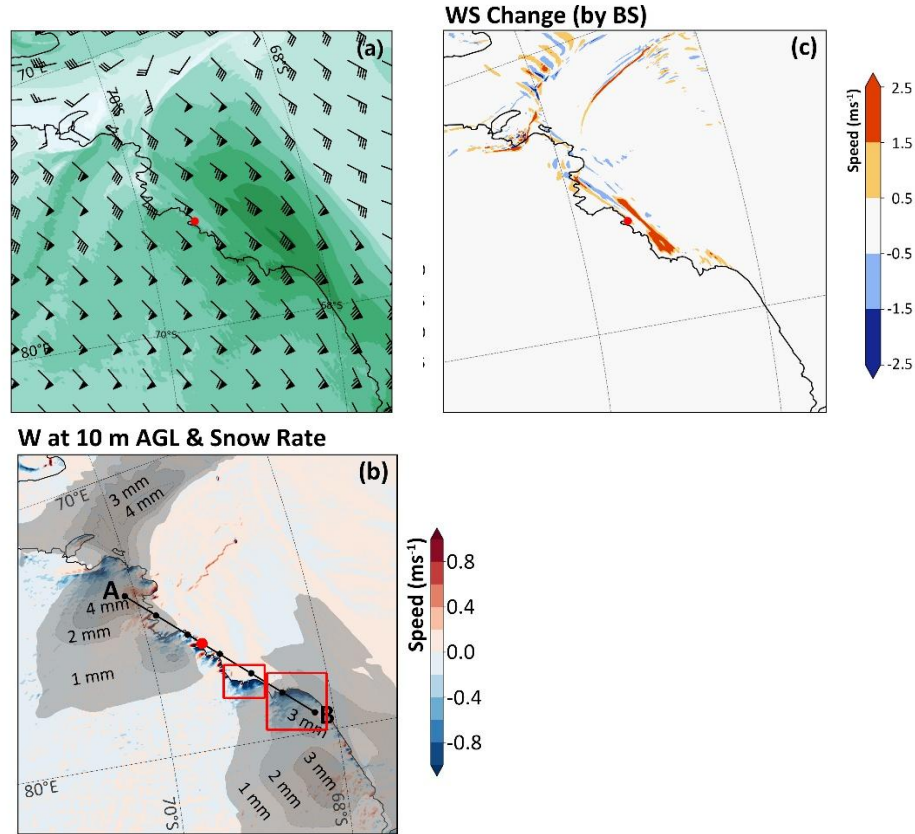 WS Change (by BS)
(a)
70°E
70°S
68°S
80°E
70°S
68°S
(c)
Speed (ms⁻¹)
2.5
1.5
0.5
-0.5
-1.5
-2.5
W at 10 m AGL & Snow Rate
(b)
70°E
3 mm
4 mm
A
4 mm
2 mm
1 mm
B
3 mm
3 mm
2 mm
1 mm
80°E
70°S
68°S
Speed (ms⁻¹)
0.8
0.4
0.0
-0.4
-0.8